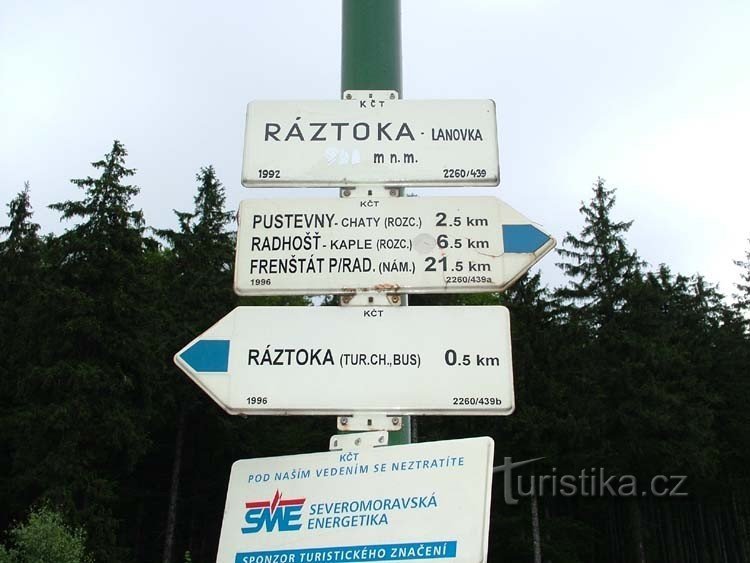 KČT
RÁZTOKA - LANOVKA
m n.m.
1992 2260/439
KČT
PUSTEVNY - CHATY (ROZC.) 2.5 KM
RADHOŠŤ - KAPLE (ROZC.) 6.5 KM
FRENŠTÁT P/RAD. (NÁM.) 21.5 KM
1996 2260/439a
KČT
RÁZTOKA (TUR.CH.,BUS) 0.5 KM
1996 2260/439b
KČT
POD NAŠÍM VEDENÍM SE NEZTRATÍTE
SME SEVEROMORAVSKÁ
ENERGETIKA
SPONZOR TURISTICKÉHO ZNAČENÍ
turistika.cz